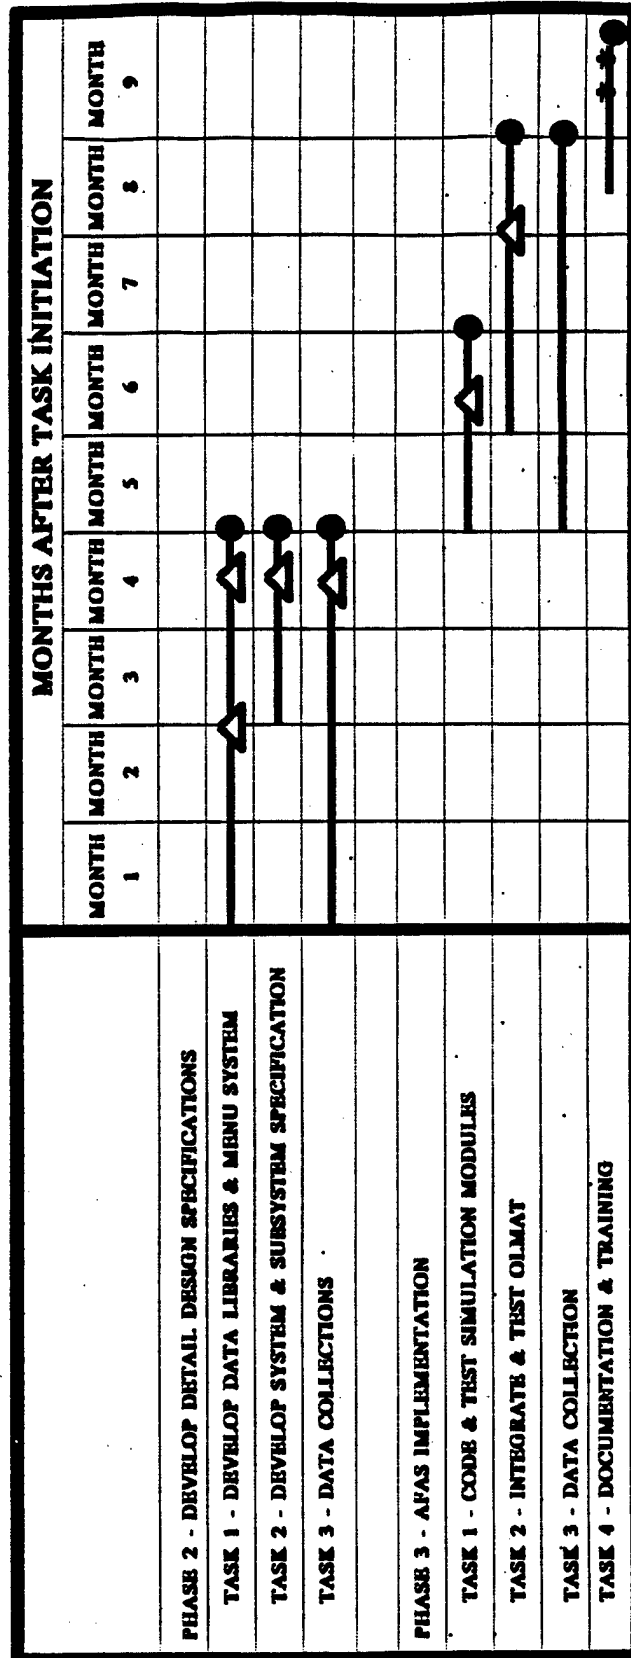 MONTHS AFTER TASK INITIATION
MONTH MONTH MONTH MONTH MONTH MONTH MONTH MONTH MONTH
1 2 3 4 5 6 7 8 9
PHASE 2 - DEVELOP DETAIL DESIGN SPECIFICATIONS
TASK 1 - DEVELOP DATA LIBRARIES & MENU SYSTEM
TASK 2 - DEVELOP SYSTEM & SUBSYSTEM SPECIFICATION
TASK 3 - DATA COLLECTIONS
PHASE 3 - AFAS IMPLEMENTATION
TASK 1 - CODE & TEST SIMULATION MODULES
TASK 2 - INTEGRATE & TEST OLMAT
TASK 3 - DATA COLLECTION
TASK 4 - DOCUMENTATION & TRAINING